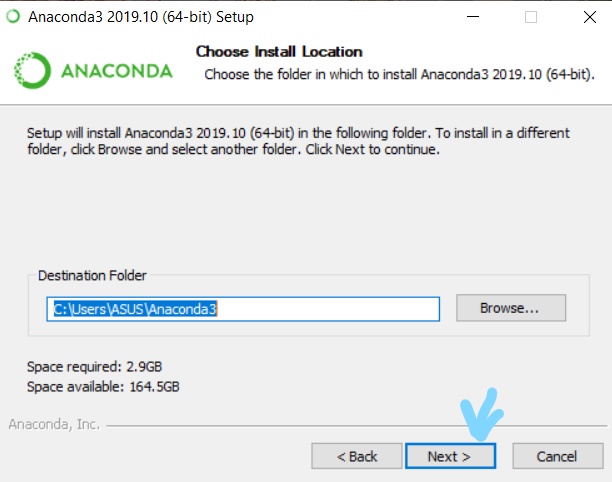 Anaconda3 2019.10 (64-bit) Setup
Choose Install Location
Choose the folder in which to install Anaconda3 2019.10 (64-bit).
ANACONDA
Setup will install Anaconda3 2019.10 (64-bit) in the following folder. To install in a different
folder, click Browse and select another folder. Click Next to continue.
Destination Folder
C:\Users\ASUS\Anaconda3
Browse...
Space required: 2.9GB
Space available: 164.5GB
Anaconda, Inc.
< Back
Next >
Cancel